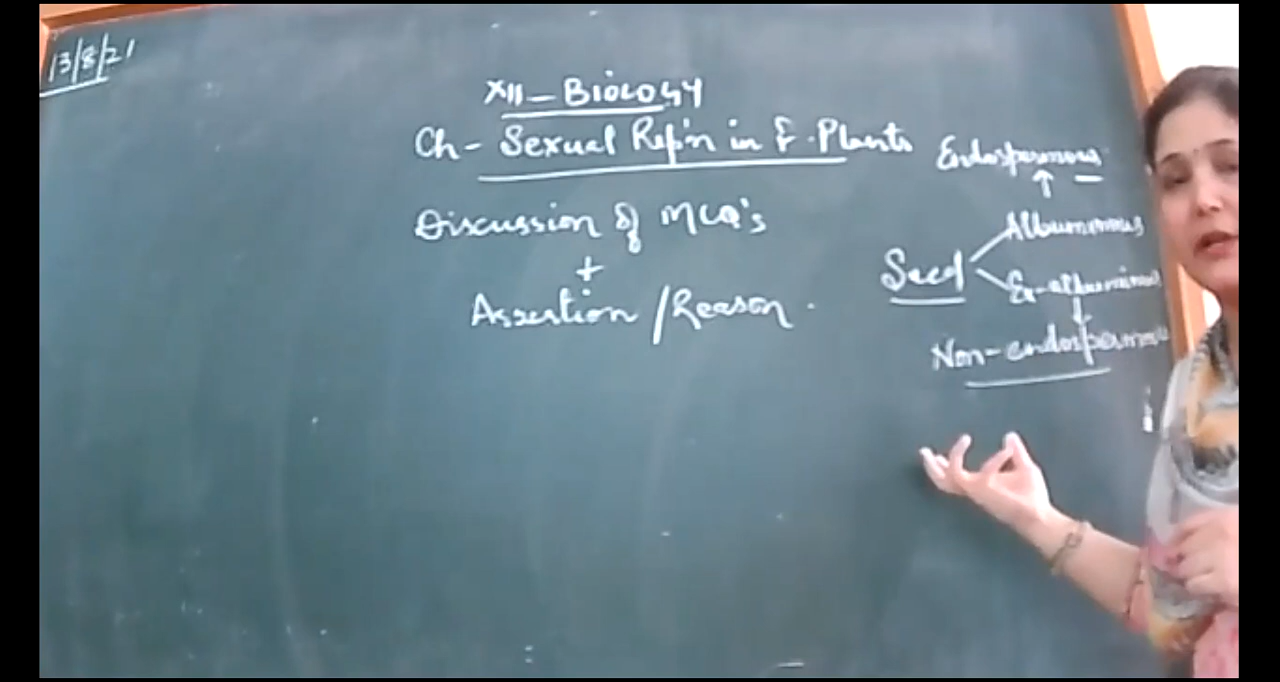 13/8/21
XII - Biology
Ch - Sexual Rep'n in F. Plants
Discussion of MCQ's
+
Assertion / Reason.
Endospermous
Albuminous
Seed
Ex-albuminous
Non-endospermous